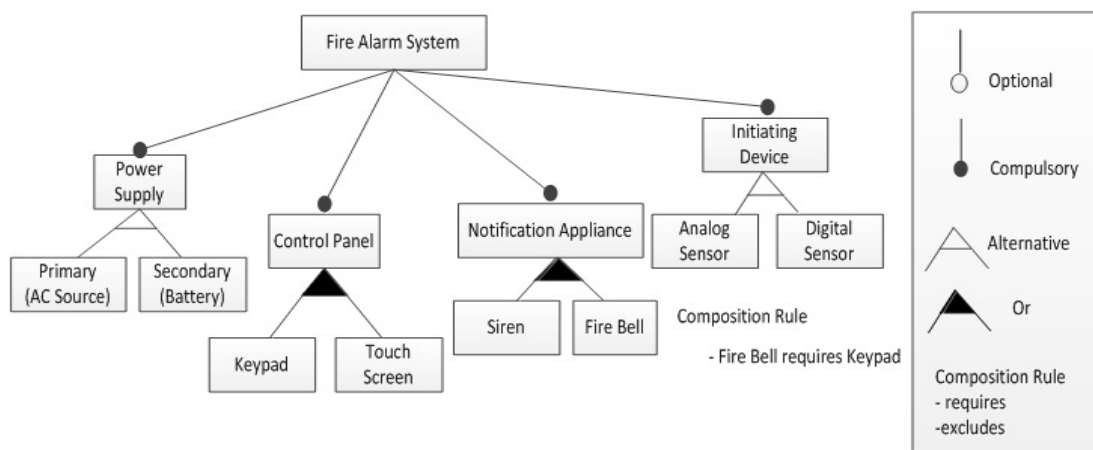 Fire Alarm System
Power
Supply
Primary
(AC Source)
Secondary
(Battery)
Control Panel
Keypad
Touch
Screen
Notification Appliance
Siren
Fire Bell
Initiating
Device
Analog
Sensor
Digital
Sensor
Composition Rule
- Fire Bell requires Keypad
Optional
Compulsory
Alternative
Or
Composition Rule
- requires
-excludes